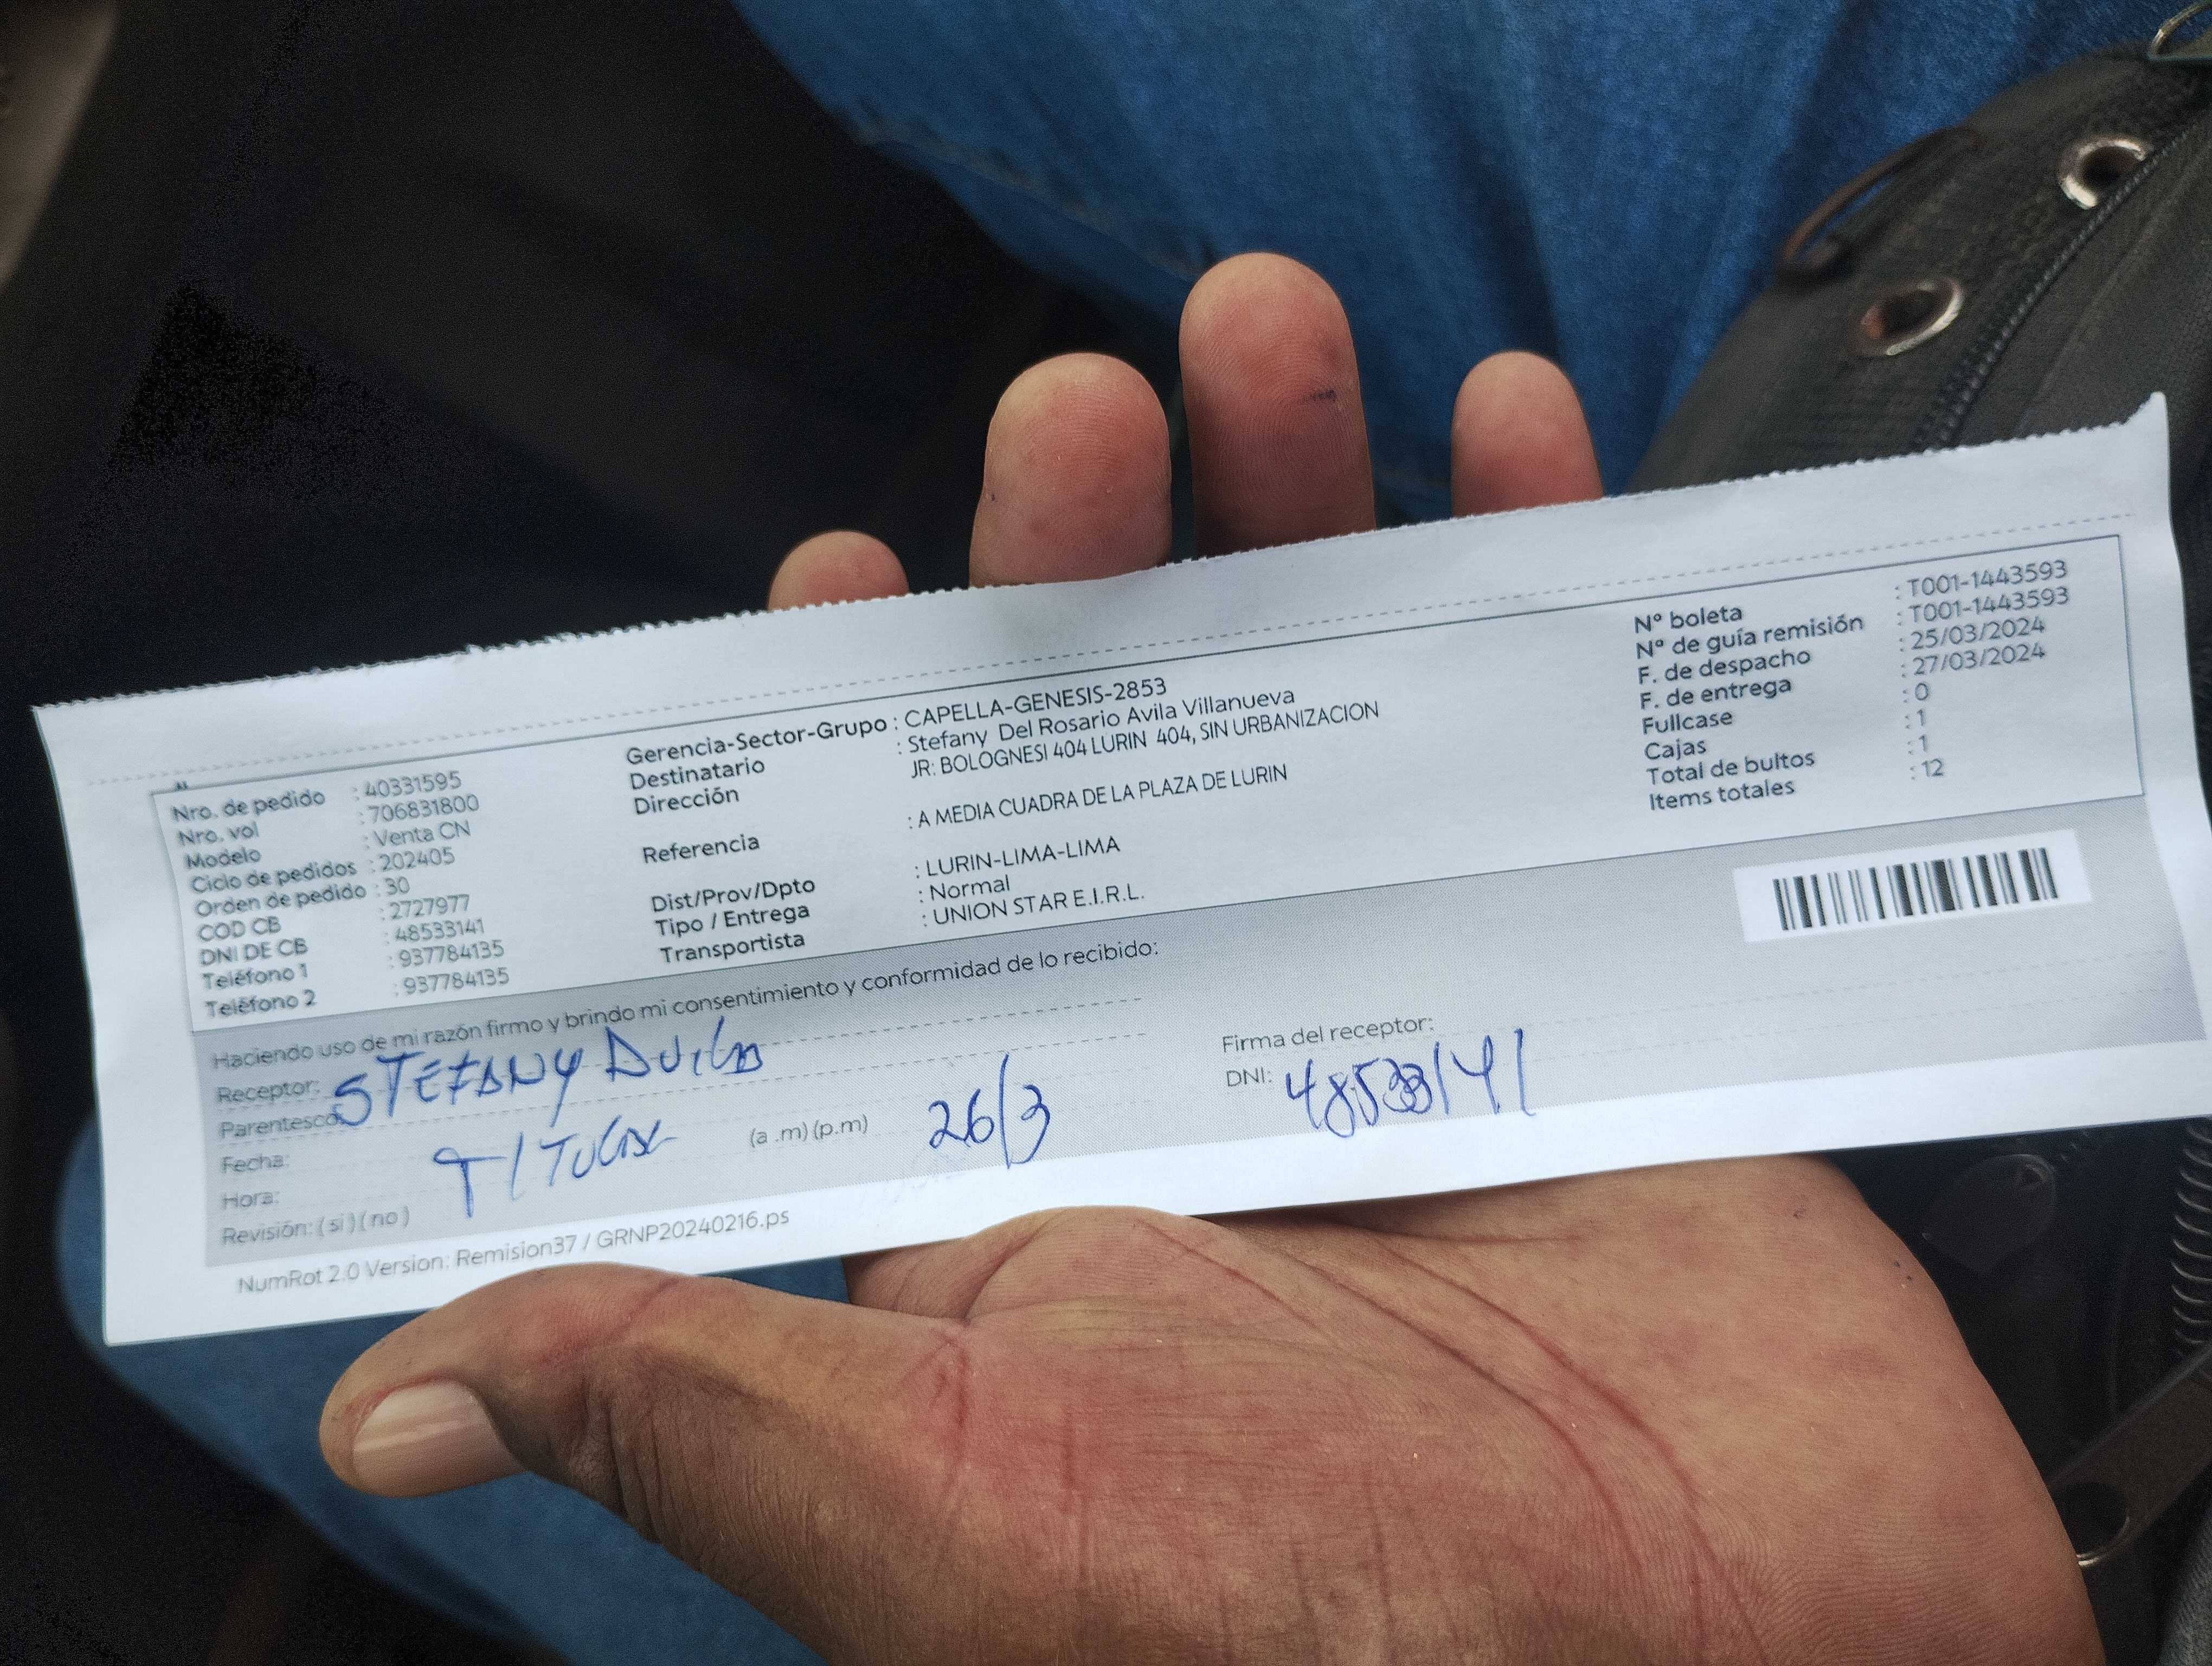 Nro. de pedido : 40331595
Nro. vol : 706831800
Modelo : Venta CN
Ciclo de pedidos : 202405
Orden de pedido : 30
COD CB : 2727977
DNI DE CB : 48533141
Teléfono 1 : 937784135
Teléfono 2 : 937784135
Gerencia-Sector-Grupo : CAPELLA-GENESIS-2853
Destinatario : Stefany Del Rosario Avila Villanueva
Dirección JR: BOLOGNESI 404 LURIN 404, SIN URBANIZACION
Referencia : A MEDIA CUADRA DE LA PLAZA DE LURIN
Dist/Prov/Dpto : LURIN-LIMA-LIMA
Tipo / Entrega : Normal
Transportista : UNION STAR E.I.R.L.
Nº boleta : T001-1443593
Nº de guía remisión : T001-1443593
F. de despacho : 25/03/2024
F. de entrega : 27/03/2024
Fullcase : 0
Cajas : 1
Total de bultos : 1
Items totales : 12
Haciendo uso de mi razón firmo y brindo mi consentimiento y conformidad de lo recibido:
Receptor: STEFANY AVILA
Parentesco:
Fecha: TITULAR 26/3
Hora: (a .m) (p.m)
Revisión: ( si ) ( no )
Firma del receptor:
DNI: 48533141
NumRot 2.0 Version: Remision37 / GRNP20240216.ps